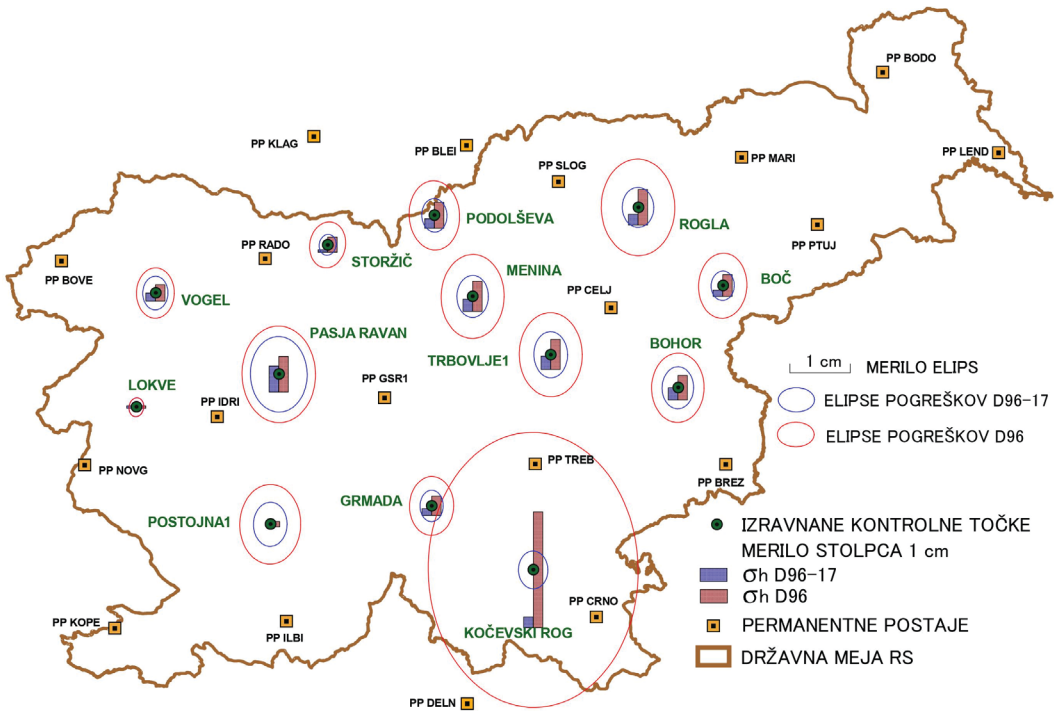 PP BODO
PP KLAG
PP BLEI
PP SLOG
PP MARI
PP LEND
PODOLŠEVA
ROGLA
PP PTUJ
PP RADO
STORŽIČ
PP BOVE
VOGEL
MENINA
PP CELJ
BOČ
PASJA RAVAN
TRBOVLJE1
BOHOR
1 cm
MERILO ELIPS
LOKVE
PP GSR1
PP IDRI
ELIPSE POGREŠKOV D96-17
ELIPSE POGREŠKOV D96
PP NOVG
PP TREB
PP BREZ
GRMADA
POSTOJNA1
IZRAVNANE KONTROLNE TOČKE
MERILO STOLPCA 1 cm
σh D96-17
σh D96
PP CRNO
PP KOPE
PP ILBI
KOČEVSKI ROG
PERMANENTNE POSTAJE
DRŽAVNA MEJA RS
PP DELN